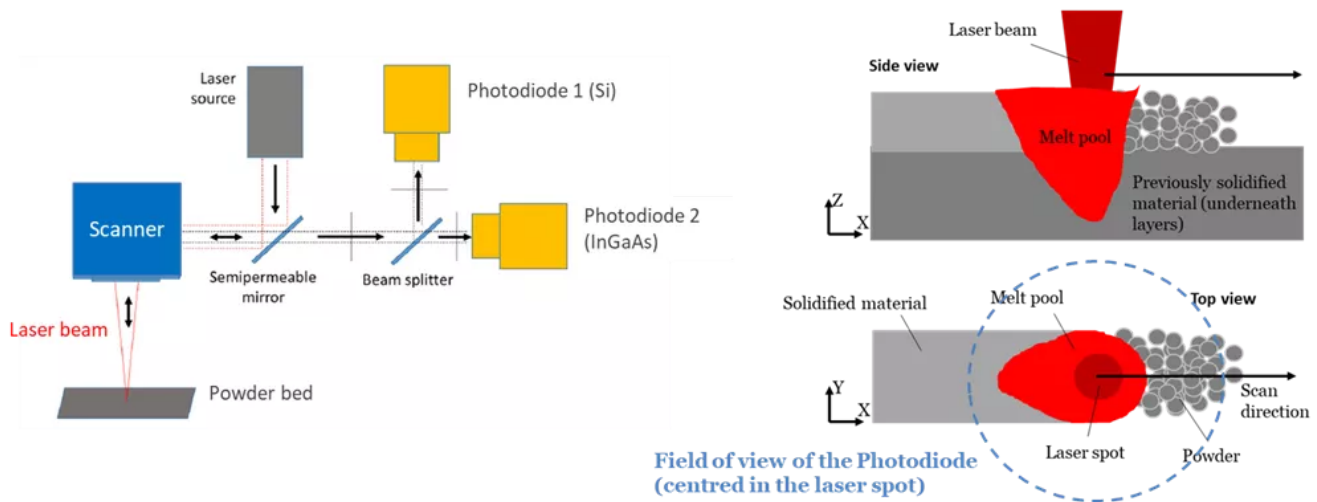 Laser
source
Photodiode 1 (Si)
Scanner
Photodiode 2
(InGaAs)
Semipermeable
mirror
Beam splitter
Laser beam
Powder bed
Laser beam
Side view
Melt pool
Previously solidified
material (underneath
layers)
Z
X
Solidified material
Melt pool
Top view
Y
X
Scan
direction
Laser spot
Powder
Field of view of the Photodiode
(centred in the laser spot)